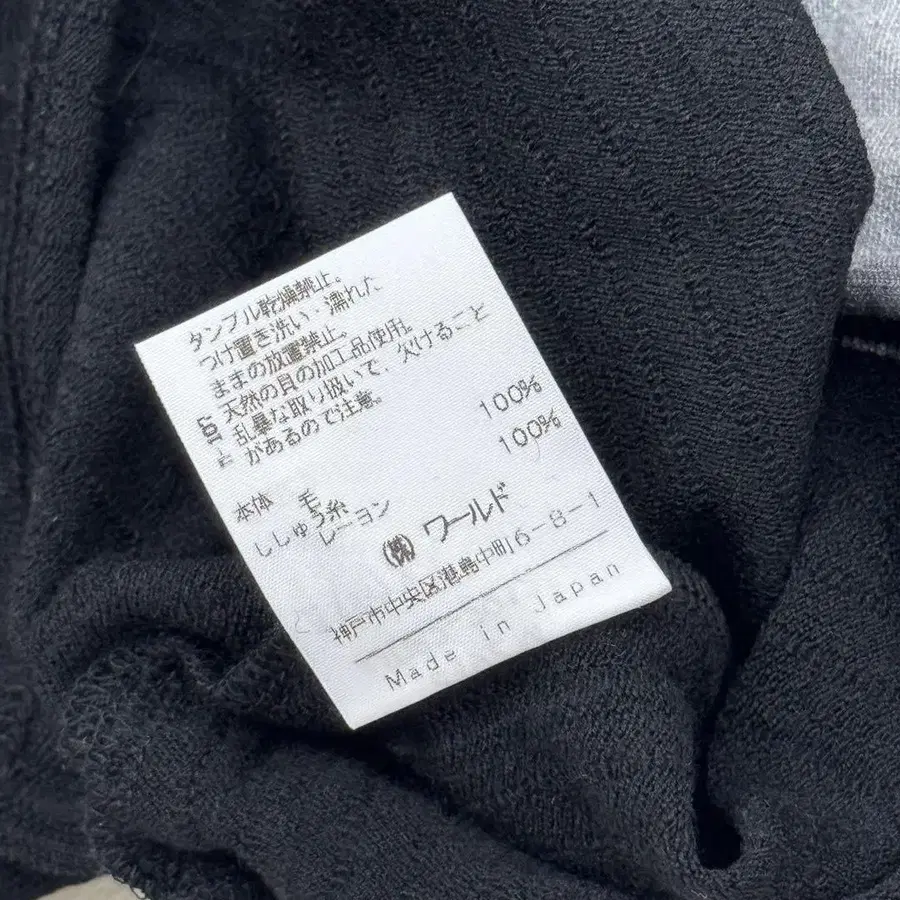 タンブル乾燥禁止。
つけ置き洗い・濡れた
ままの放置禁止。
天然の貝の加工品使用。
乱暴な取り扱いで、欠けること
があるので注意。
本体 毛 100%
ししゅう糸
レーヨン 100%
(株) ワールド
神戸市中央区港島中町6-8-1
Made in Japan